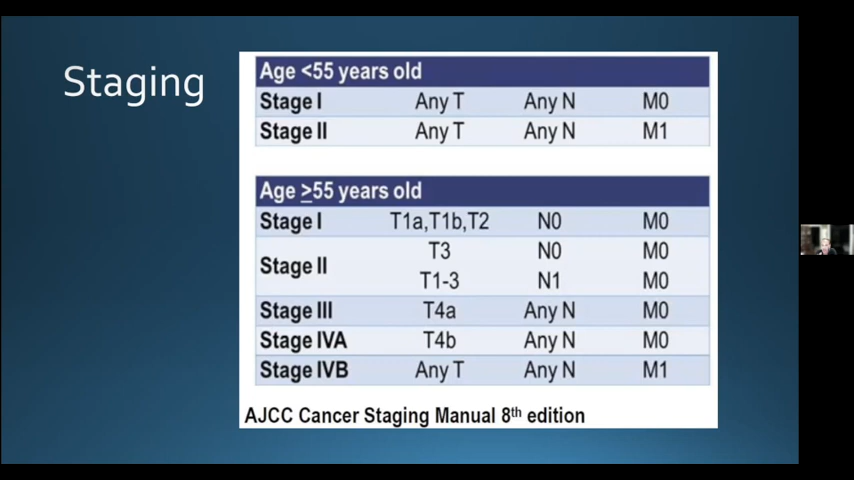 Staging
Age <55 years old
Stage I Any T Any N M0
Stage II Any T Any N M1
Age ≥55 years old
Stage I T1a,T1b,T2 N0 M0
Stage II T3 N0 M0
T1-3 N1 M0
Stage III T4a Any N M0
Stage IVA T4b Any N M0
Stage IVB Any T Any N M1
AJCC Cancer Staging Manual 8th edition